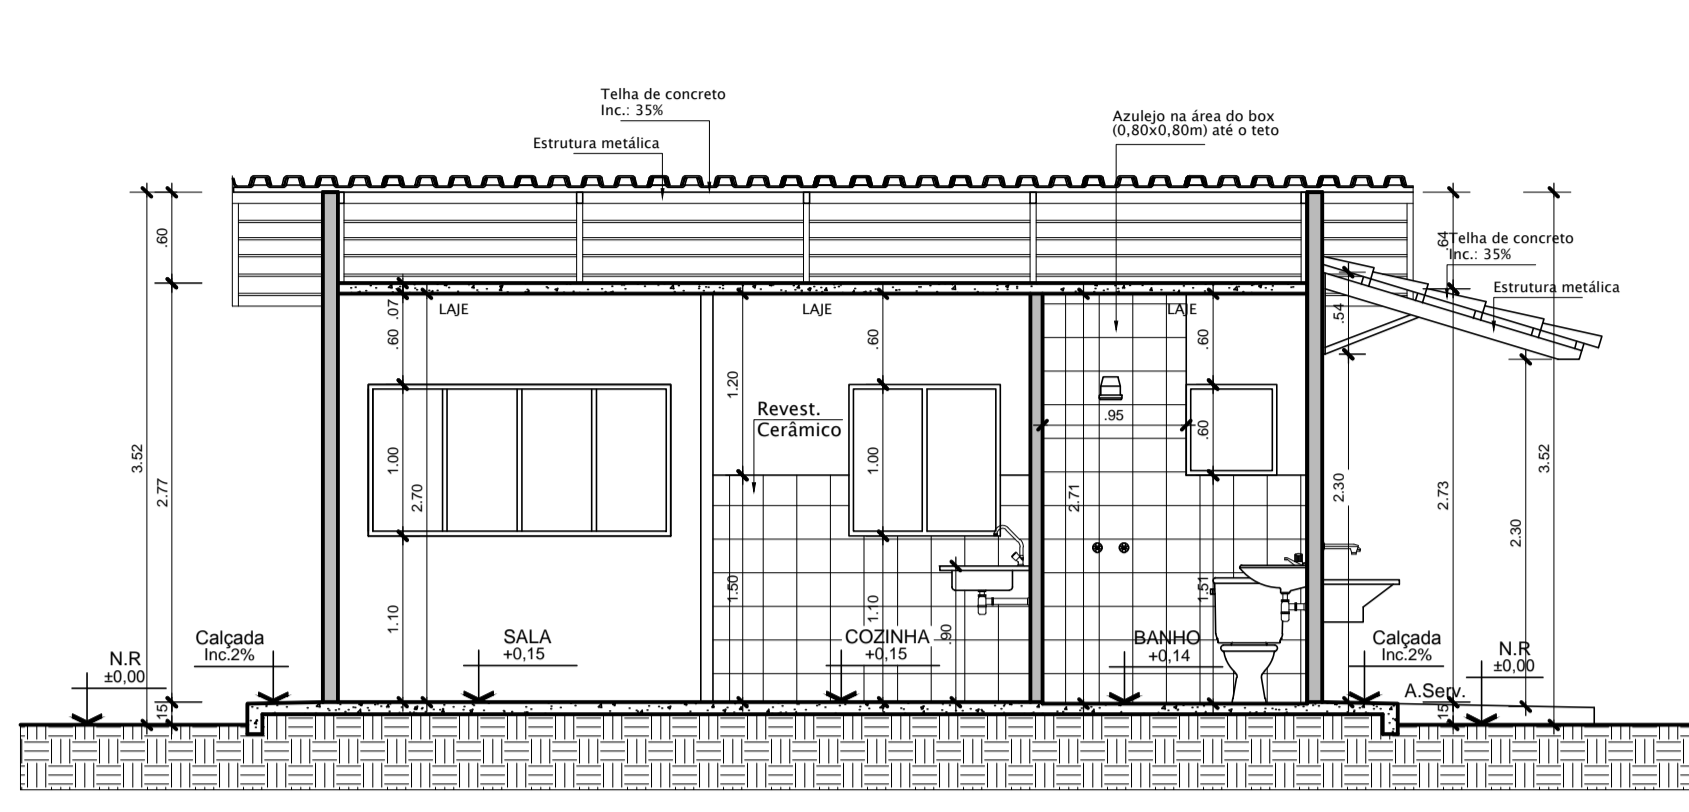 Telha de concreto
Inc.: 35%
Estrutura metálica
Azulejo na área do box
(0,80x0,80m) até o teto
Telha de concreto
Inc.: 35%
Estrutura metálica
.60
3.52
2.77
.15
.07
LAJE
.60
1.00
2.70
1.10
LAJE
1.20
Revest.
Cerâmico
1.50
.60
1.00
1.10
.90
LAJE
.95
2.71
.60
.60
1.51
.54
2.30
.64
2.73
.15
2.30
3.52
N.R
±0,00
Calçada
Inc.2%
SALA
+0,15
COZINHA
+0,15
BANHO
+0,14
Calçada
Inc.2%
A.Serv.
N.R
±0,00